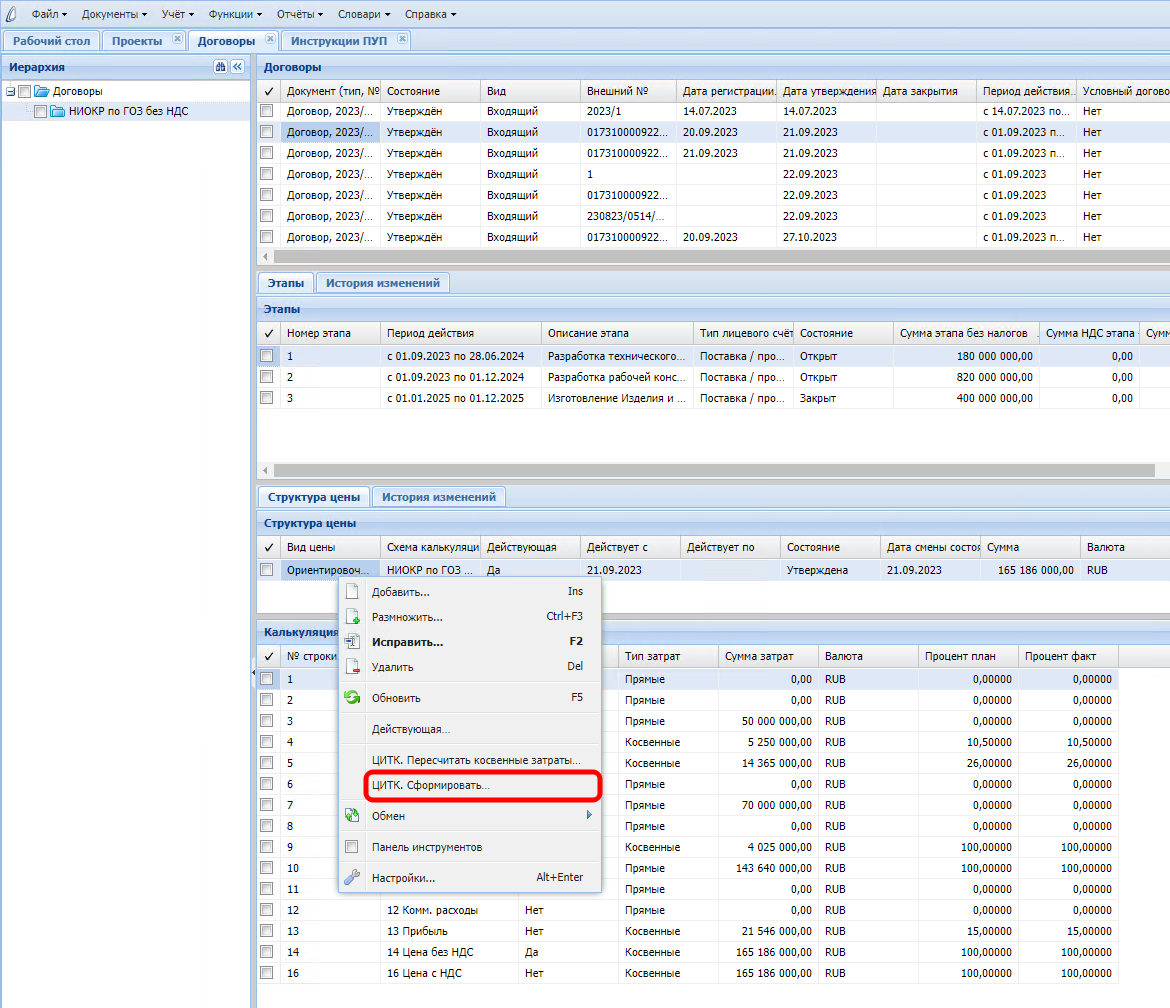 Файл Документы Учёт Функции Отчёты Словари Справка
Рабочий стол Проекты Договоры Инструкции ПУП
Иерархия
Договоры
НИОКР по ГОЗ без НДС
Договоры
Документ (тип, № Состояние Вид Внешний № Дата регистрации. Дата утверждения Дата закрытия Период действия.. Условный догово
Договор, 2023/... Утверждён Входящий 2023/1 14.07.2023 14.07.2023 с 14.07.2023 по... Нет
Договор, 2023/... Утверждён Входящий 017310000922... 20.09.2023 21.09.2023 с 01.09.2023 п... Нет
Договор, 2023/... Утверждён Входящий 017310000922... 21.09.2023 21.09.2023 с 01.09.2023 п... Нет
Договор, 2023/... Утверждён Входящий 1 22.09.2023 с 01.09.2023 Нет
Договор, 2023/... Утверждён Входящий 017310000922... 22.09.2023 с 01.09.2023 Нет
Договор, 2023/... Утверждён Входящий 230823/0514/... 22.09.2023 с 01.09.2023 Нет
Договор, 2023/... Утверждён Входящий 017310000922... 20.09.2023 27.10.2023 с 01.09.2023 п... Нет
Этапы История изменений
Этапы
Номер этапа Период действия Описание этапа Тип лицевого счёт Состояние Сумма этапа без налогов Сумма НДС этапа Сумм
1 с 01.09.2023 по 28.06.2024 Разработка технического... Поставка / про... Открыт 180 000 000,00 0,00
2 с 01.09.2023 по 01.12.2024 Разработка рабочей конс... Поставка / про... Открыт 820 000 000,00 0,00
3 с 01.01.2025 по 01.12.2025 Изготовление Изделия и ... Поставка / про... Закрыт 400 000 000,00 0,00
Структура цены История изменений
Структура цены
Вид цены Схема калькуляци Действующая Действует с Действует по Состояние Дата смены состоя Сумма Валюта
Ориентировоч... НИОКР по ГОЗ ... Да 21.09.2023 Утверждена 21.09.2023 165 186 000,00 RUB
Добавить... Ins
Размножить... Ctrl+F3
Исправить... F2
Удалить Del
Обновить F5
Действующая...
ЦИТК. Пересчитать косвенные затраты...
ЦИТК. Сформировать...
Обмен
Панель инструментов
Настройки... Alt+Enter
Калькуляция
№ строки Тип затрат Сумма затрат Валюта Процент план Процент факт
1 Прямые 0,00 RUB 0,00000 0,00000
2 Прямые 0,00 RUB 0,00000 0,00000
3 Прямые 50 000 000,00 RUB 0,00000 0,00000
4 Косвенные 5 250 000,00 RUB 10,50000 10,50000
5 Косвенные 14 365 000,00 RUB 26,00000 26,00000
6 Прямые 0,00 RUB 0,00000 0,00000
7 Прямые 70 000 000,00 RUB 0,00000 0,00000
8 Прямые 0,00 RUB 0,00000 0,00000
9 Косвенные 4 025 000,00 RUB 100,00000 100,00000
10 Прямые 143 640 000,00 RUB 100,00000 100,00000
11 Прямые 0,00 RUB 0,00000 0,00000
12 12 Комм. расходы Нет Прямые 0,00 RUB 0,00000 0,00000
13 13 Прибыль Нет Косвенные 21 546 000,00 RUB 15,00000 15,00000
14 14 Цена без НДС Да Косвенные 165 186 000,00 RUB 100,00000 100,00000
16 16 Цена с НДС Нет Косвенные 165 186 000,00 RUB 100,00000 100,00000